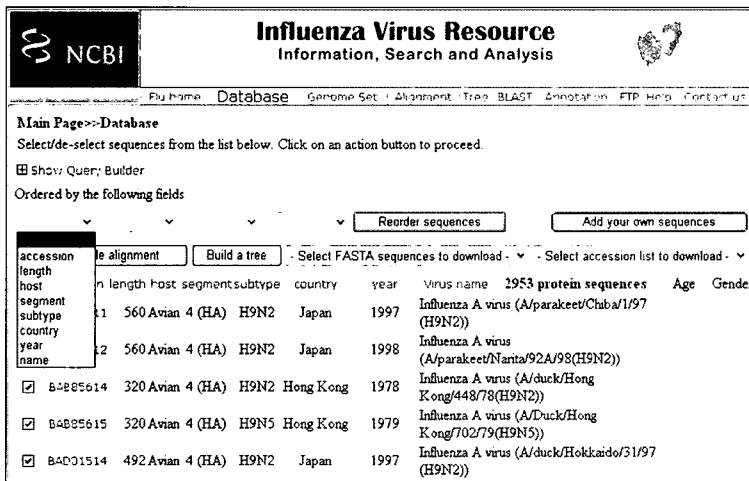 NCBI
Influenza Virus Resource
Information, Search and Analysis
Flu home Database Genome Set Alignment Tree BLAST Annotation FTP Help Contact us
Main Page>>Database
Select/de-select sequences from the list below. Click on an action button to proceed.
Show Query Builder
Ordered by the following fields
Reorder sequences Add your own sequences
le alignment Build a tree - Select FASTA sequences to download - - Select accession list to download -
accession
length
host
segment
subtype
country
year
name
n length host segment subtype country year Virus name 2953 protein sequences Age Gende
11 560 Avian 4 (HA) H9N2 Japan 1997 Influenza A virus (A/parakeet/Chiba/1/97
(H9N2))
12 560 Avian 4 (HA) H9N2 Japan 1998 Influenza A virus
(A/parakeet/Narita/92A/98(H9N2))
BAB85614 320 Avian 4 (HA) H9N2 Hong Kong 1978 Influenza A virus (A/duck/Hong
Kong/448/78(H9N2))
BAB85615 320 Avian 4 (HA) H9N5 Hong Kong 1979 Influenza A virus (A/Duck/Hong
Kong/702/79(H9N5))
BAD01514 492 Avian 4 (HA) H9N2 Japan 1997 Influenza A virus (A/duck/Hokkaido/31/97
(H9N2))